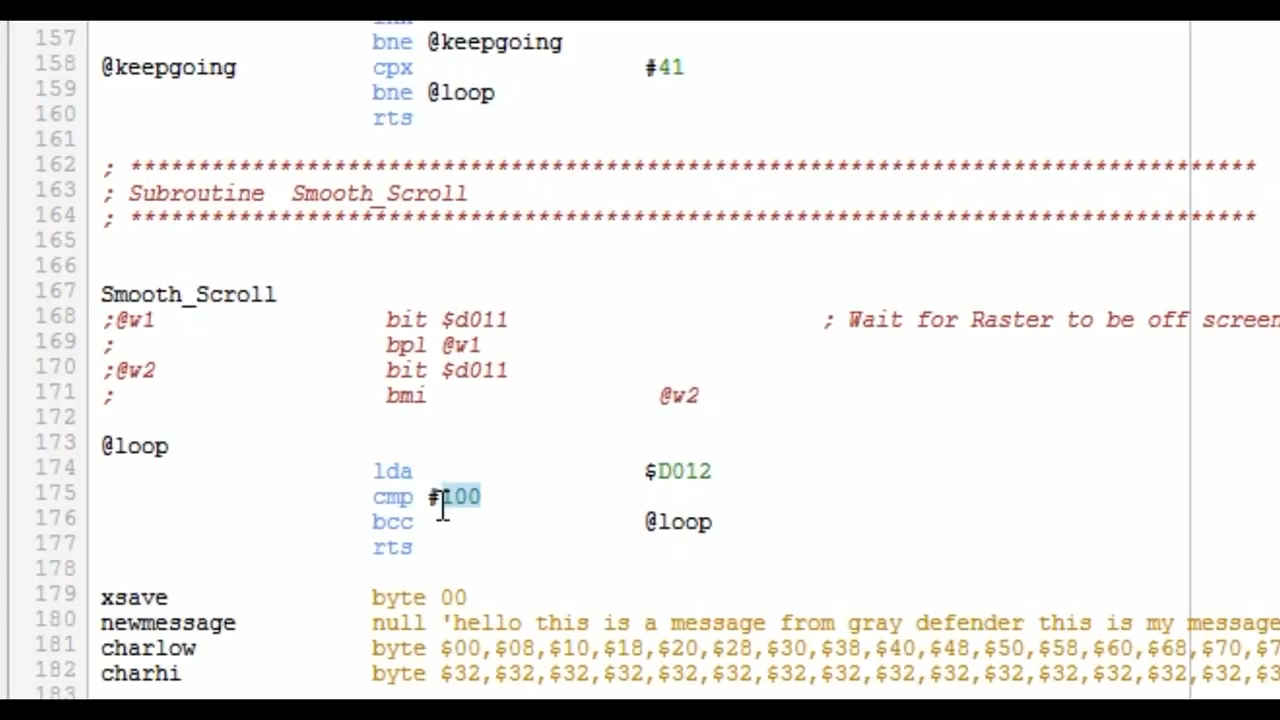 157 bne @keepgoing
158 @keepgoing cpx #41
159 bne @loop
160 rts
161
162 ; ***********************************************************************************
163 ; Subroutine Smooth_Scroll
164 ; ***********************************************************************************
165
166
167 Smooth_Scroll
168 ;@w1 bit $d011 ; Wait for Raster to be off screen
169 ; bpl @w1
170 ;@w2 bit $d011
171 ; bmi @w2
172
173 @loop
174 lda $D012
175 cmp #100
176 bcc @loop
177 rts
178
179 xsave byte 00
180 newmessage null 'hello this is a message from gray defender this is my message
181 charlow byte $00,$08,$10,$18,$20,$28,$30,$38,$40,$48,$50,$58,$60,$68,$70,$7
182 charhi byte $32,$32,$32,$32,$32,$32,$32,$32,$32,$32,$32,$32,$32,$32,$32,$3
183